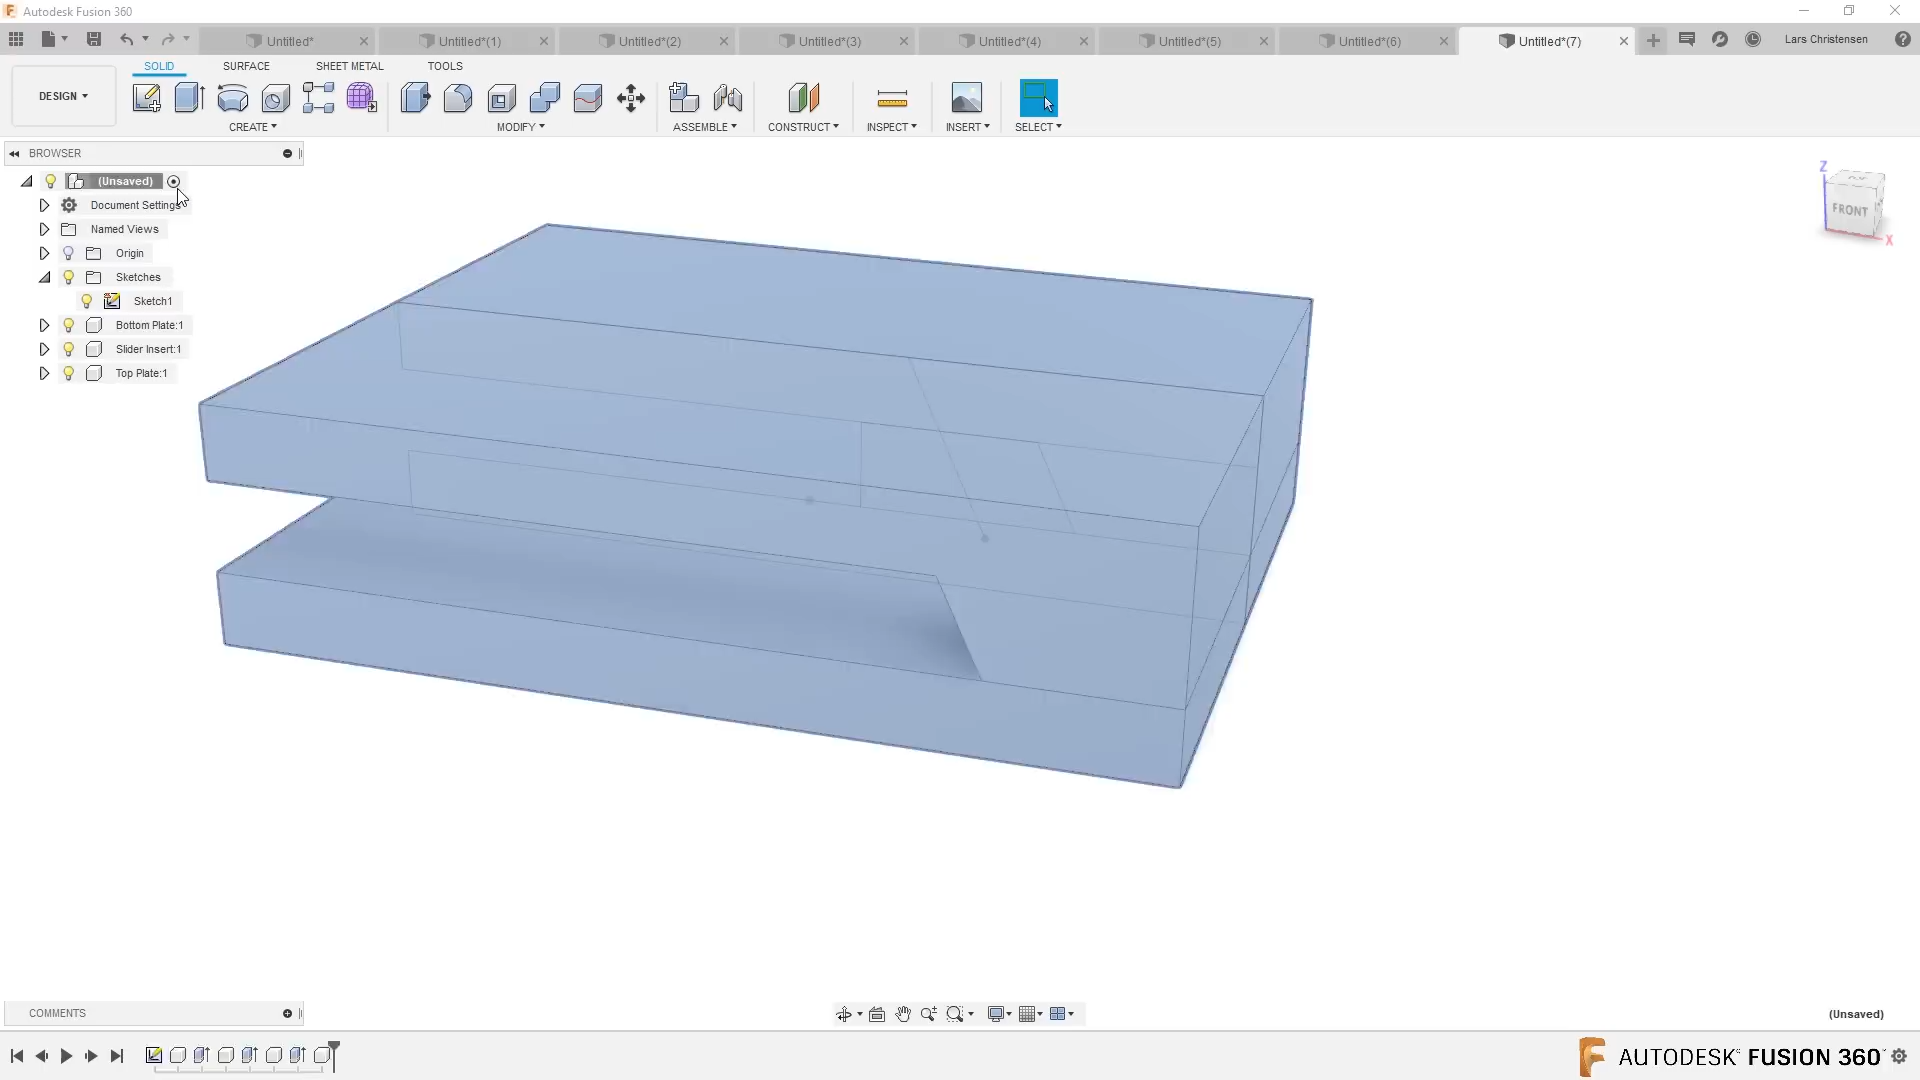 Autodesk Fusion 360
Untitled* Untitled*(1) Untitled*(2) Untitled*(3) Untitled*(4) Untitled*(5) Untitled*(6) Untitled*(7) Lars Christensen
SOLID SURFACE SHEET METAL TOOLS
DESIGN
CREATE MODIFY ASSEMBLE CONSTRUCT INSPECT INSERT SELECT
BROWSER
(Unsaved)
Document Settings
Named Views
Origin
Sketches
Sketch1
Bottom Plate:1
Slider Insert:1
Top Plate:1
Z
FRONT
X
COMMENTS
(Unsaved)
AUTODESK FUSION 360